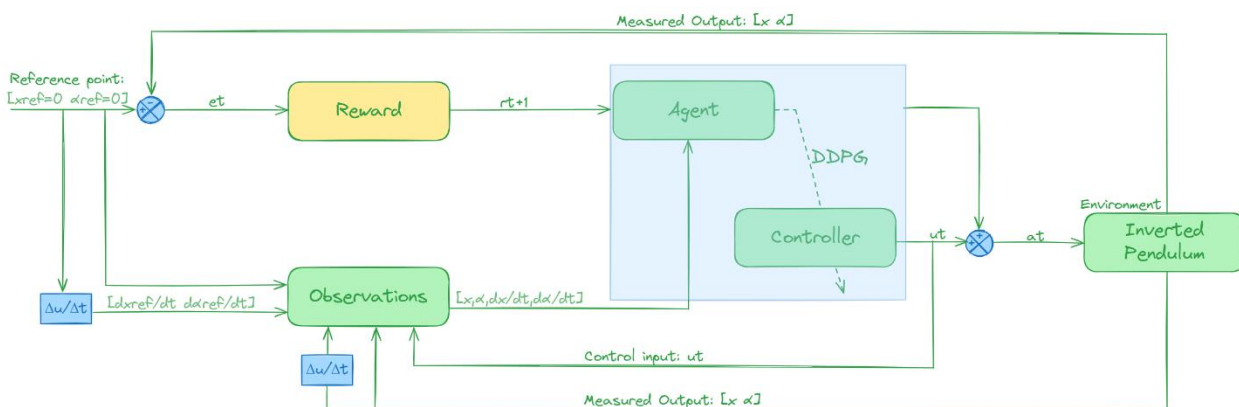 Measured Output: [x α]
Reference point:
[xref=0 αref=0]
-
+
et
Reward
rt+1
Agent
DDPG
Controller
ut
+
+
at
Environment
Inverted
Pendulum
Δu/Δt
[dxref/dt dαref/dt]
Observations
[x,α,dx/dt,dα/dt]
Δu/Δt
Control input: ut
Measured Output: [x α]